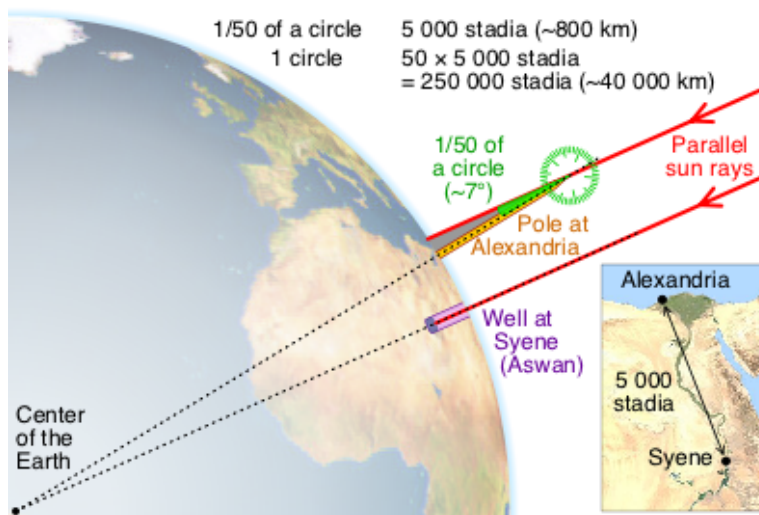 1/50 of a circle 5 000 stadia (~800 km)
1 circle 50 × 5 000 stadia
= 250 000 stadia (~40 000 km)
1/50 of
a circle
(~7°)
Parallel
sun rays
Pole at
Alexandria
Well at
Syene
(Aswan)
Center
of the
Earth
Alexandria
5 000
stadia
Syene